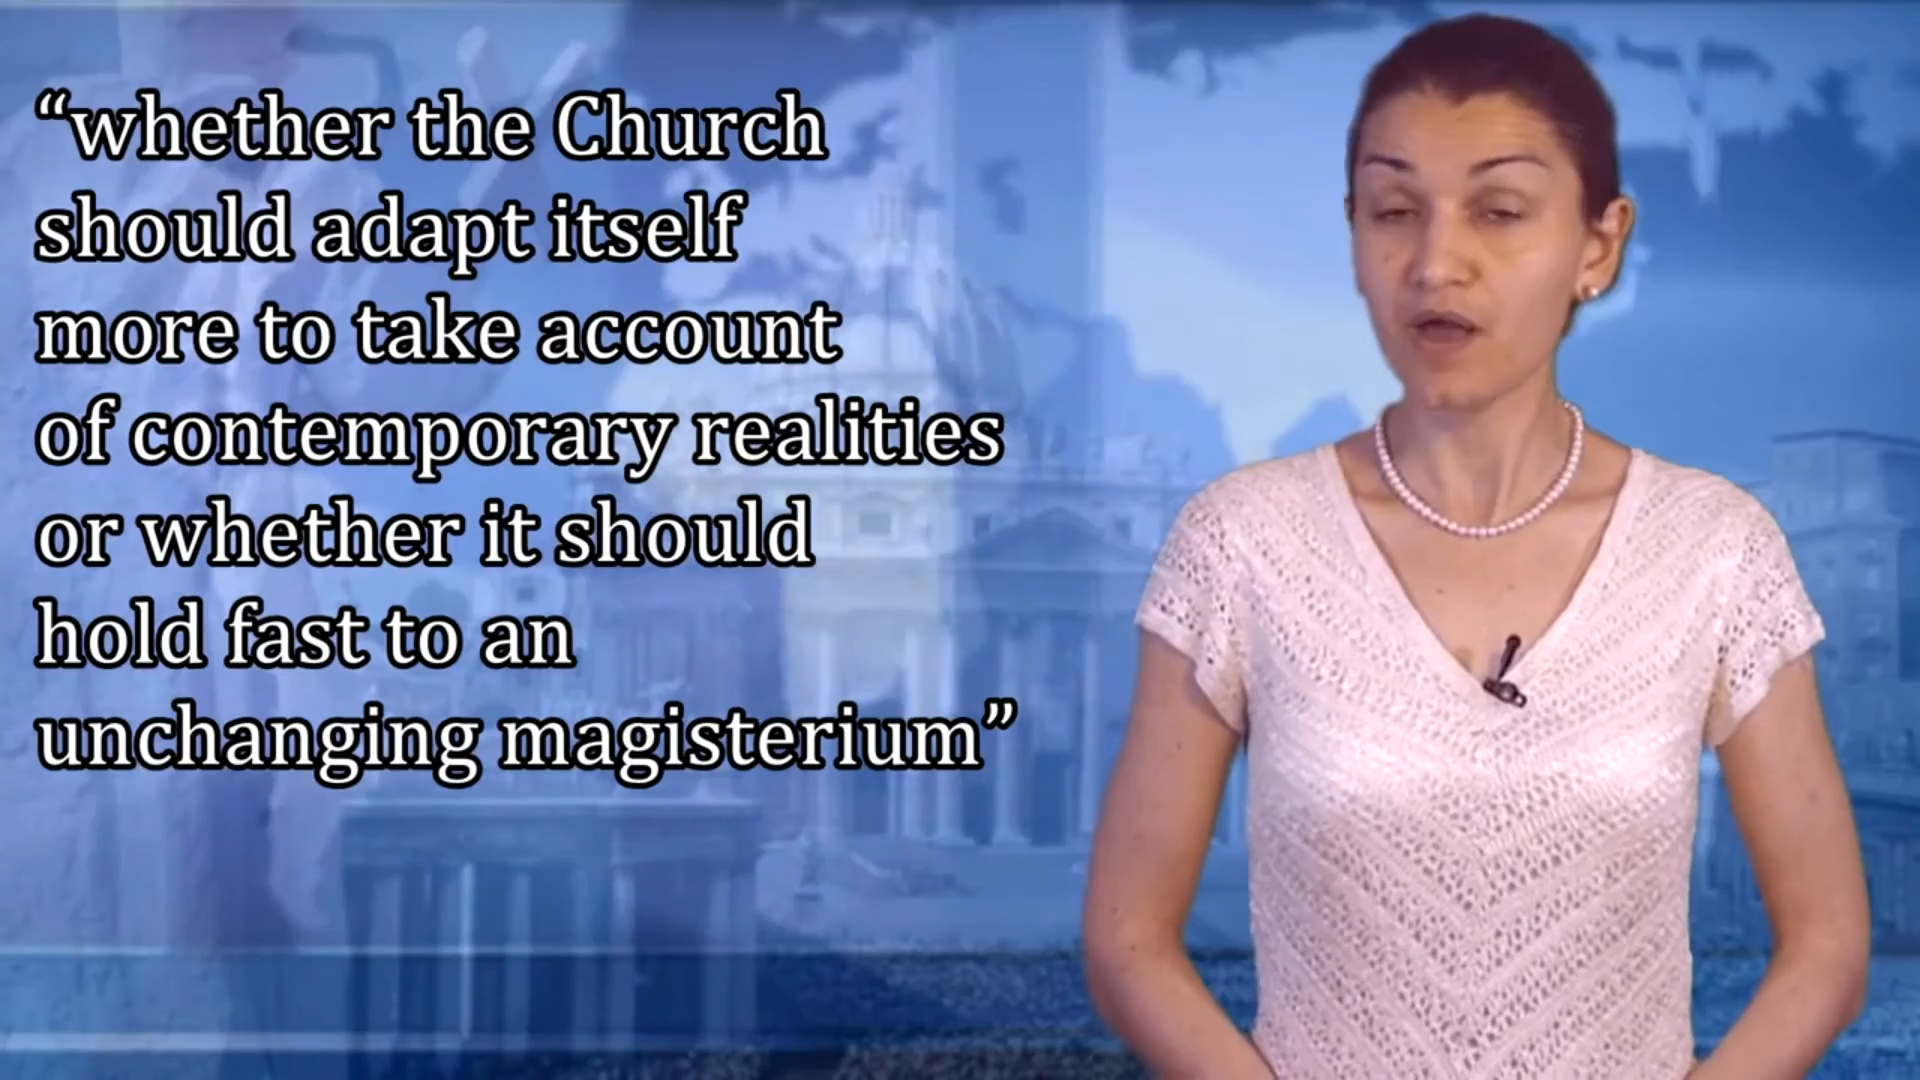 “whether the Church
should adapt itself
more to take account
of contemporary realities
or whether it should
hold fast to an
unchanging magisterium”